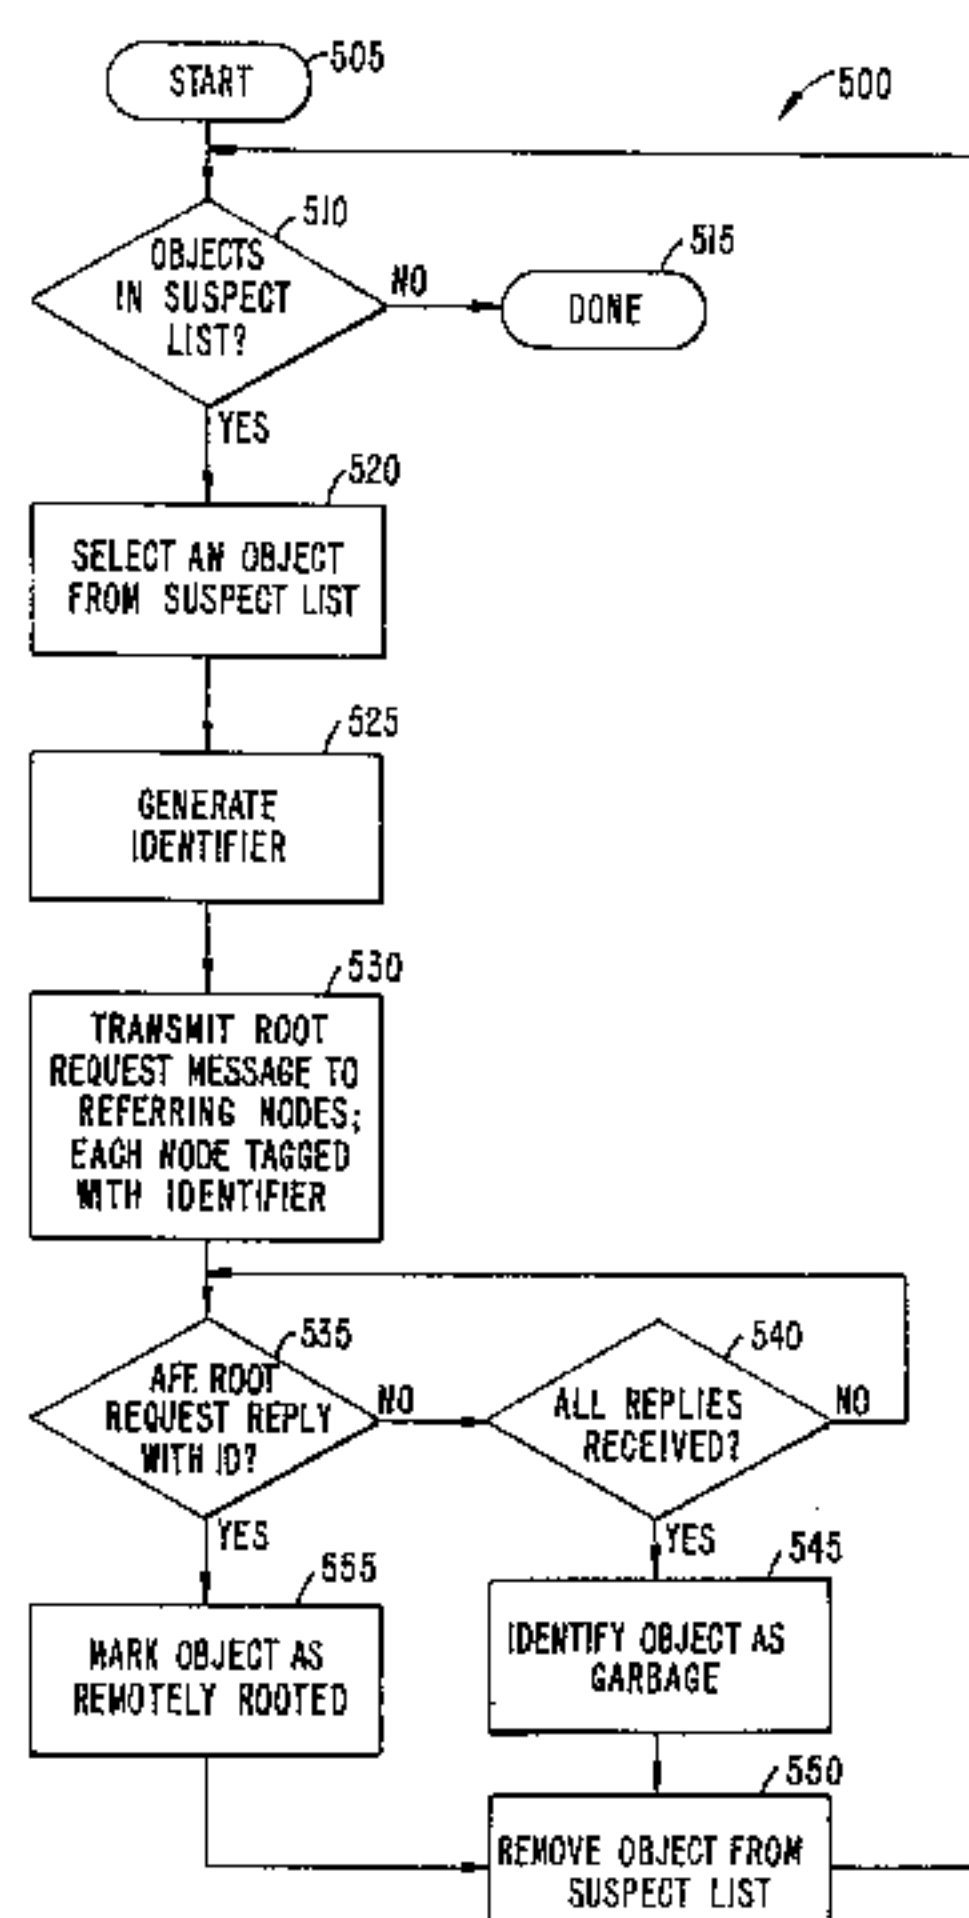 START
505
500
510
OBJECTS
IN SUSPECT
LIST?
NO
515
DONE
YES
520
SELECT AN OBJECT
FROM SUSPECT LIST
525
GENERATE
IDENTIFIER
530
TRANSMIT ROOT
REQUEST MESSAGE TO
REFERRING NODES;
EACH NODE TAGGED
WITH IDENTIFIER
535
AFF ROOT
REQUEST REPLY
WITH ID?
NO
540
ALL REPLIES
RECEIVED?
NO
YES
555
MARK OBJECT AS
REMOTELY ROOTED
YES
545
IDENTIFY OBJECT AS
GARBAGE
550
REMOVE OBJECT FROM
SUSPECT LIST